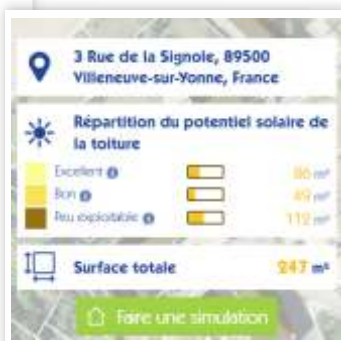 3 Rue de la Signole, 89500
Villeneuve-sur-Yonne, France
Répartition du potentiel solaire de
la toiture
Excellent 86 m²
Bon 49 m²
Peu exploitable 112 m²
Surface totale 247 m²
Faire une simulation